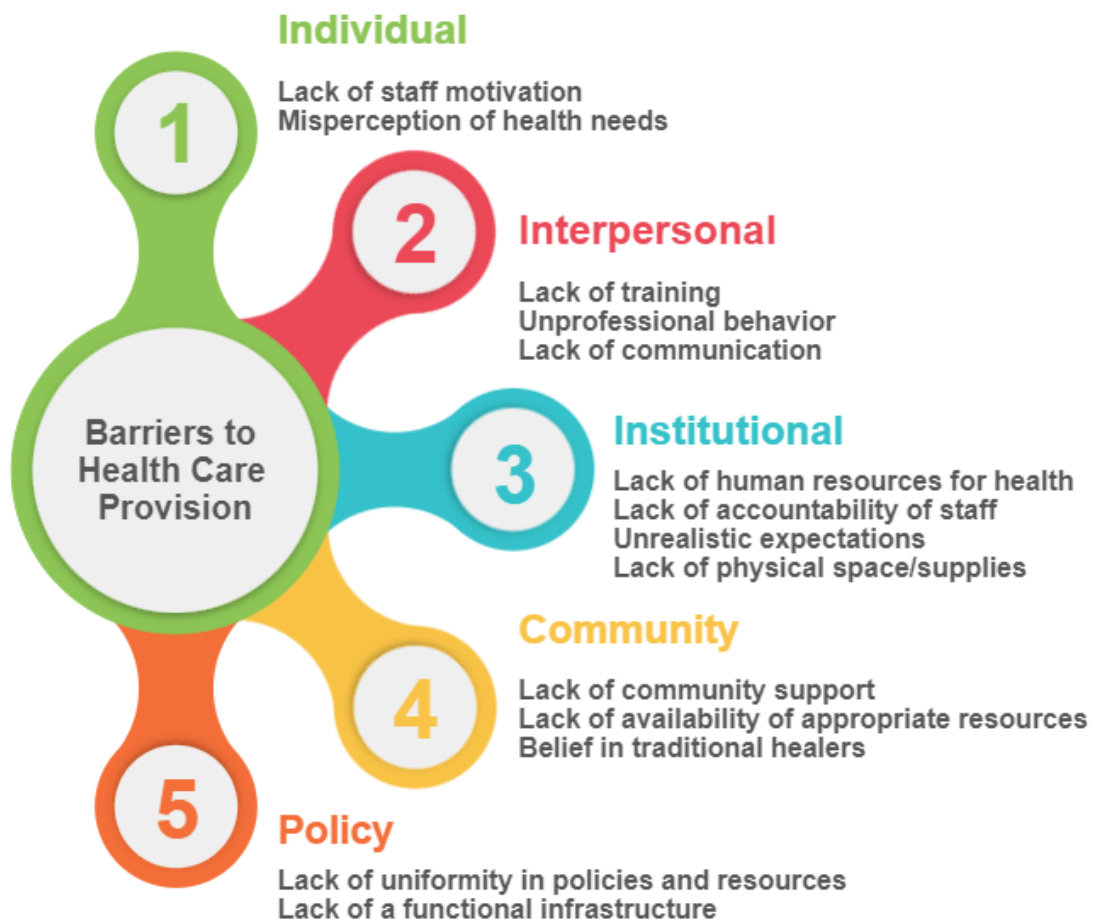 Individual
1
Lack of staff motivation
Misperception of health needs
2
Interpersonal
Lack of training
Unprofessional behavior
Lack of communication
Barriers to
Health Care
Provision
3
Institutional
Lack of human resources for health
Lack of accountability of staff
Unrealistic expectations
Lack of physical space/supplies
4
Community
Lack of community support
Lack of availability of appropriate resources
Belief in traditional healers
5
Policy
Lack of uniformity in policies and resources
Lack of a functional infrastructure